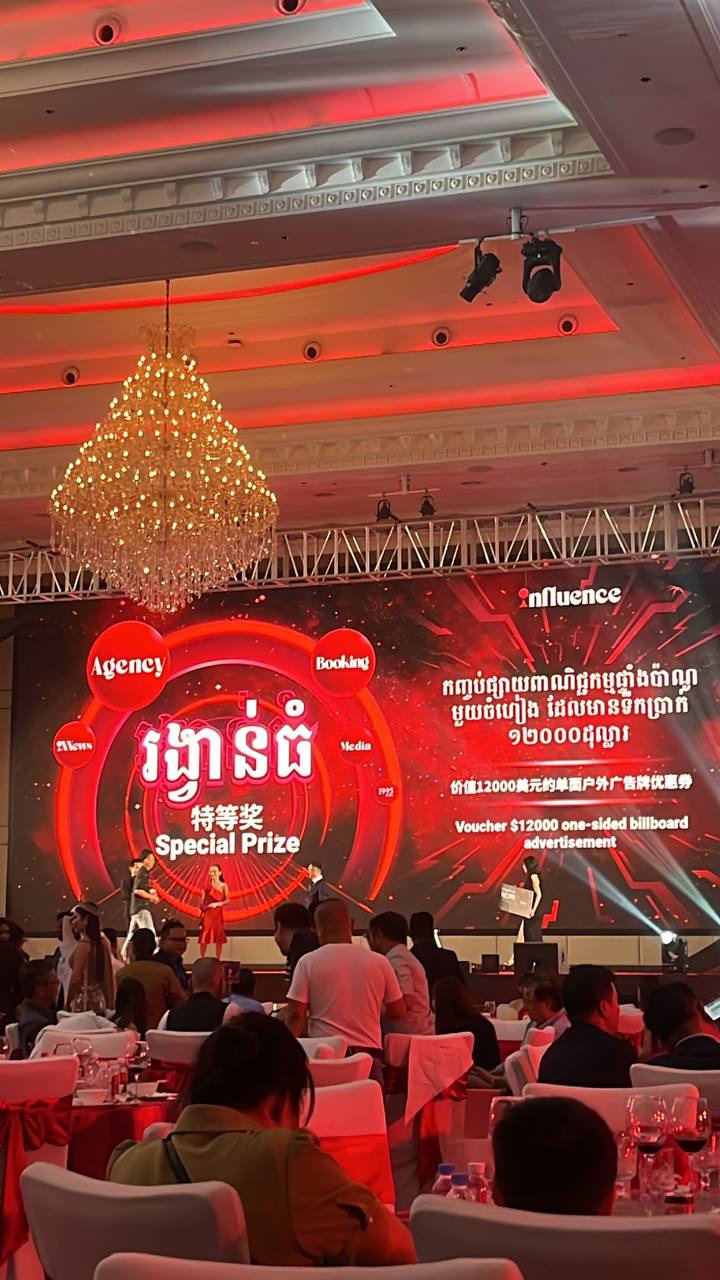 influence
Agency
Booking
Media
រង្វាន់ធំ
特等奖
Special Prize
កញ្ចប់ផ្សាយពាណិជ្ជកម្មផ្ទាំងប៉ាណូ
មួយចំហៀង ដែលមានទឹកប្រាក់
១២០០០ដុល្លារ
价值12000美元的单面户外广告牌优惠券
Voucher $12000 one-sided billboard
advertisement